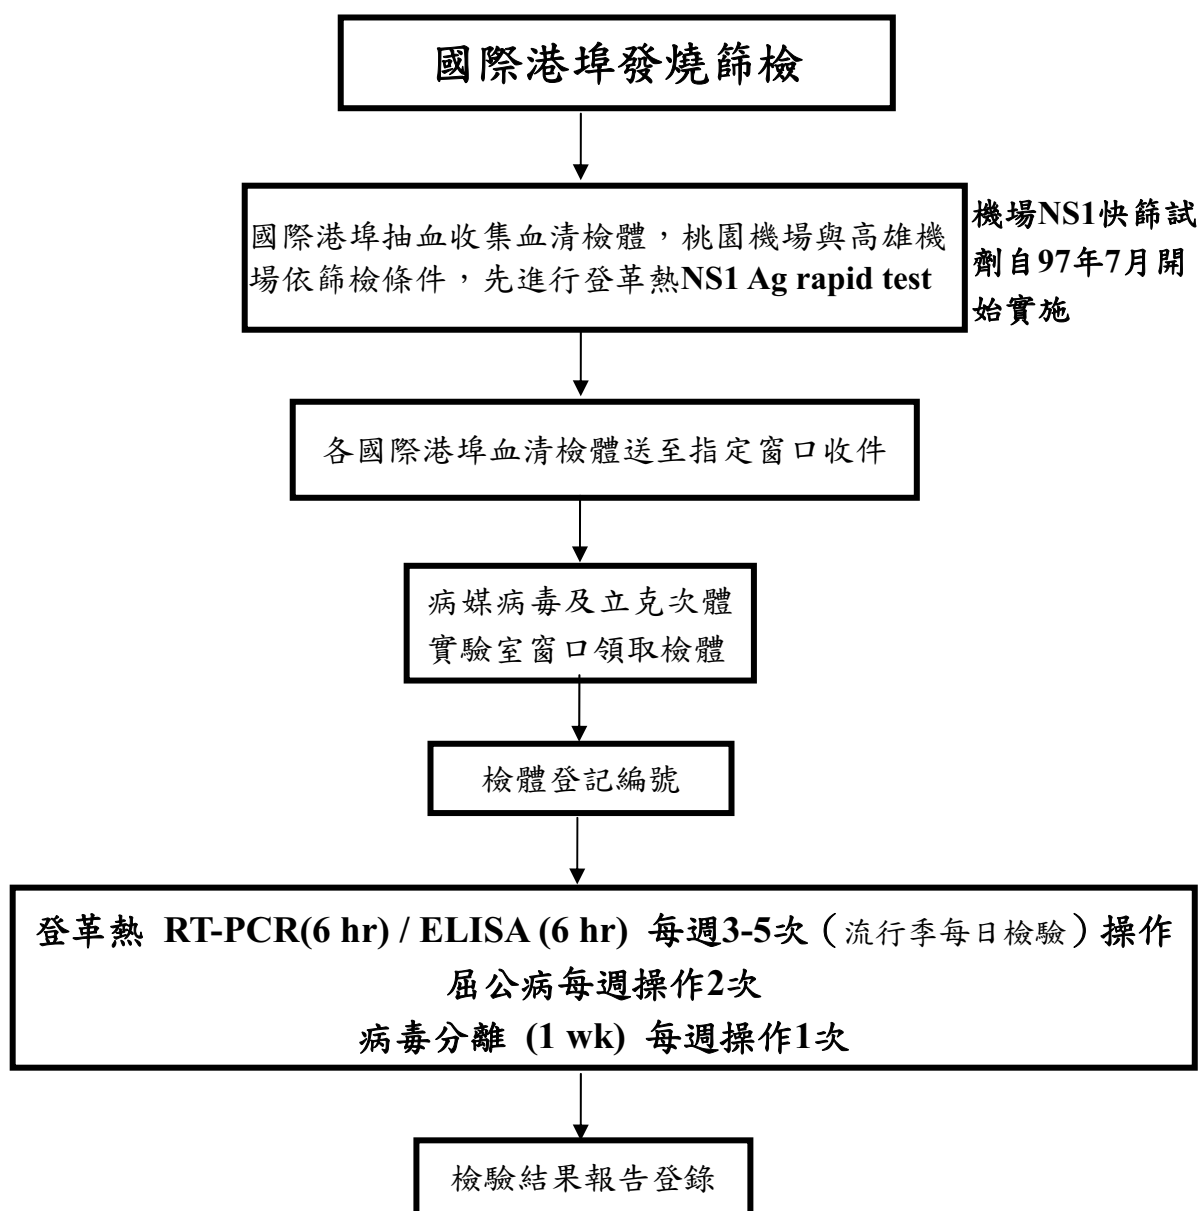 國際港埠發燒篩檢
國際港埠抽血收集血清檢體，桃園機場與高雄機
場依篩檢條件，先進行登革熱NS1 Ag rapid test
機場NS1快篩試
劑自97年7月開
始實施
各國際港埠血清檢體送至指定窗口收件
病媒病毒及立克次體
實驗室窗口領取檢體
檢體登記編號
登革熱 RT-PCR(6 hr) / ELISA (6 hr) 每週3-5次（流行季每日檢驗）操作
屈公病每週操作2次
病毒分離 (1 wk) 每週操作1次
檢驗結果報告登錄